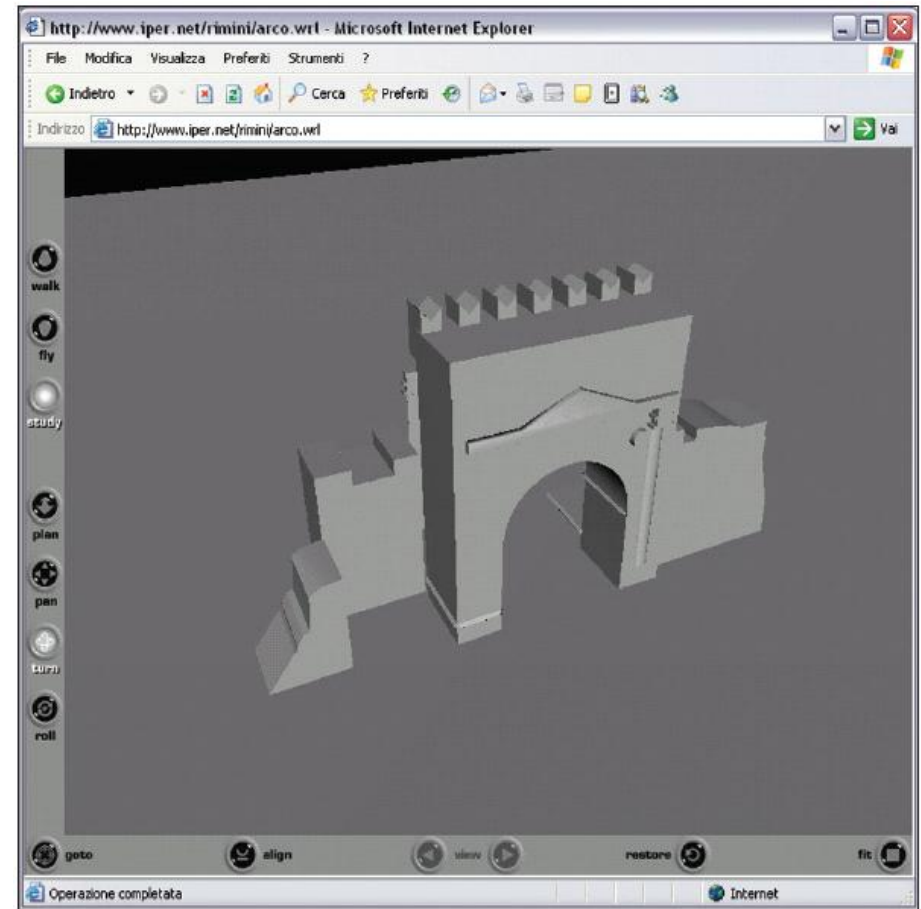 http://www.iper.net/rimini/arco.wrl - Microsoft Internet Explorer
File Modifica Visualizza Preferiti Strumenti ?
Indietro Cerca Preferiti
Indirizzo http://www.iper.net/rimini/arco.wrl Vai
walk
fly
study
plan
pan
turn
roll
goto align view restore fit
Operazione completata Internet